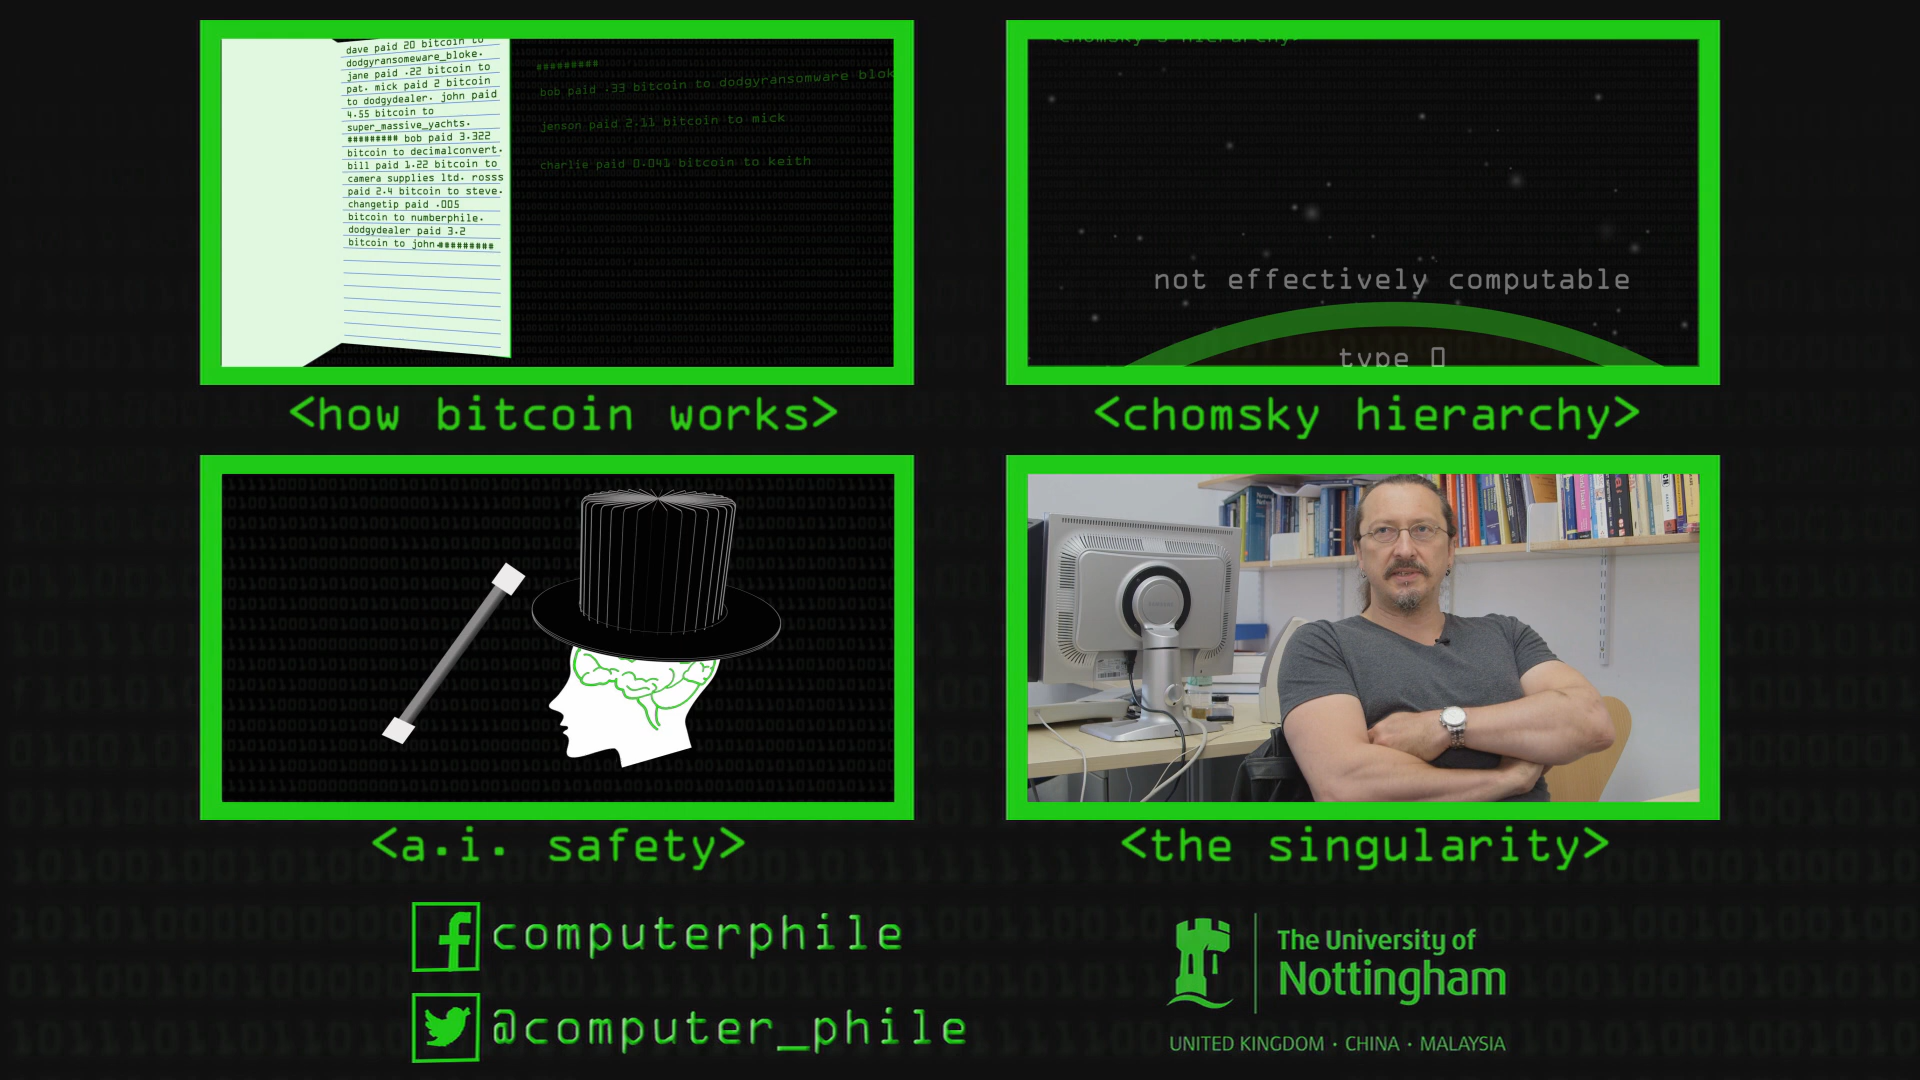 dave paid 20 bitcoin to
dodgyransomeware_bloke.
jane paid .22 bitcoin to
pat. mick paid 2 bitcoin
to dodgydealer. john paid
4.55 bitcoin to
super_massive_yachts.
######### bob paid 3.322
bitcoin to decimalconvert.
bill paid 1.22 bitcoin to
camera supplies ltd. rosss
paid 2.4 bitcoin to steve.
changetip paid .005
bitcoin to numberphile.
dodgydealer paid 3.2
bitcoin to john#########
#########
bob paid .33 bitcoin to dodgyransomware blok
jenson paid 2.11 bitcoin to mick
charlie paid 0.041 bitcoin to keith
<chomsky's hierarchy>
not effectively computable
type 0
<how bitcoin works>
<chomsky hierarchy>
<a.i. safety>
<the singularity>
computerphile
@computer_phile
The University of
Nottingham
UNITED KINGDOM · CHINA · MALAYSIA